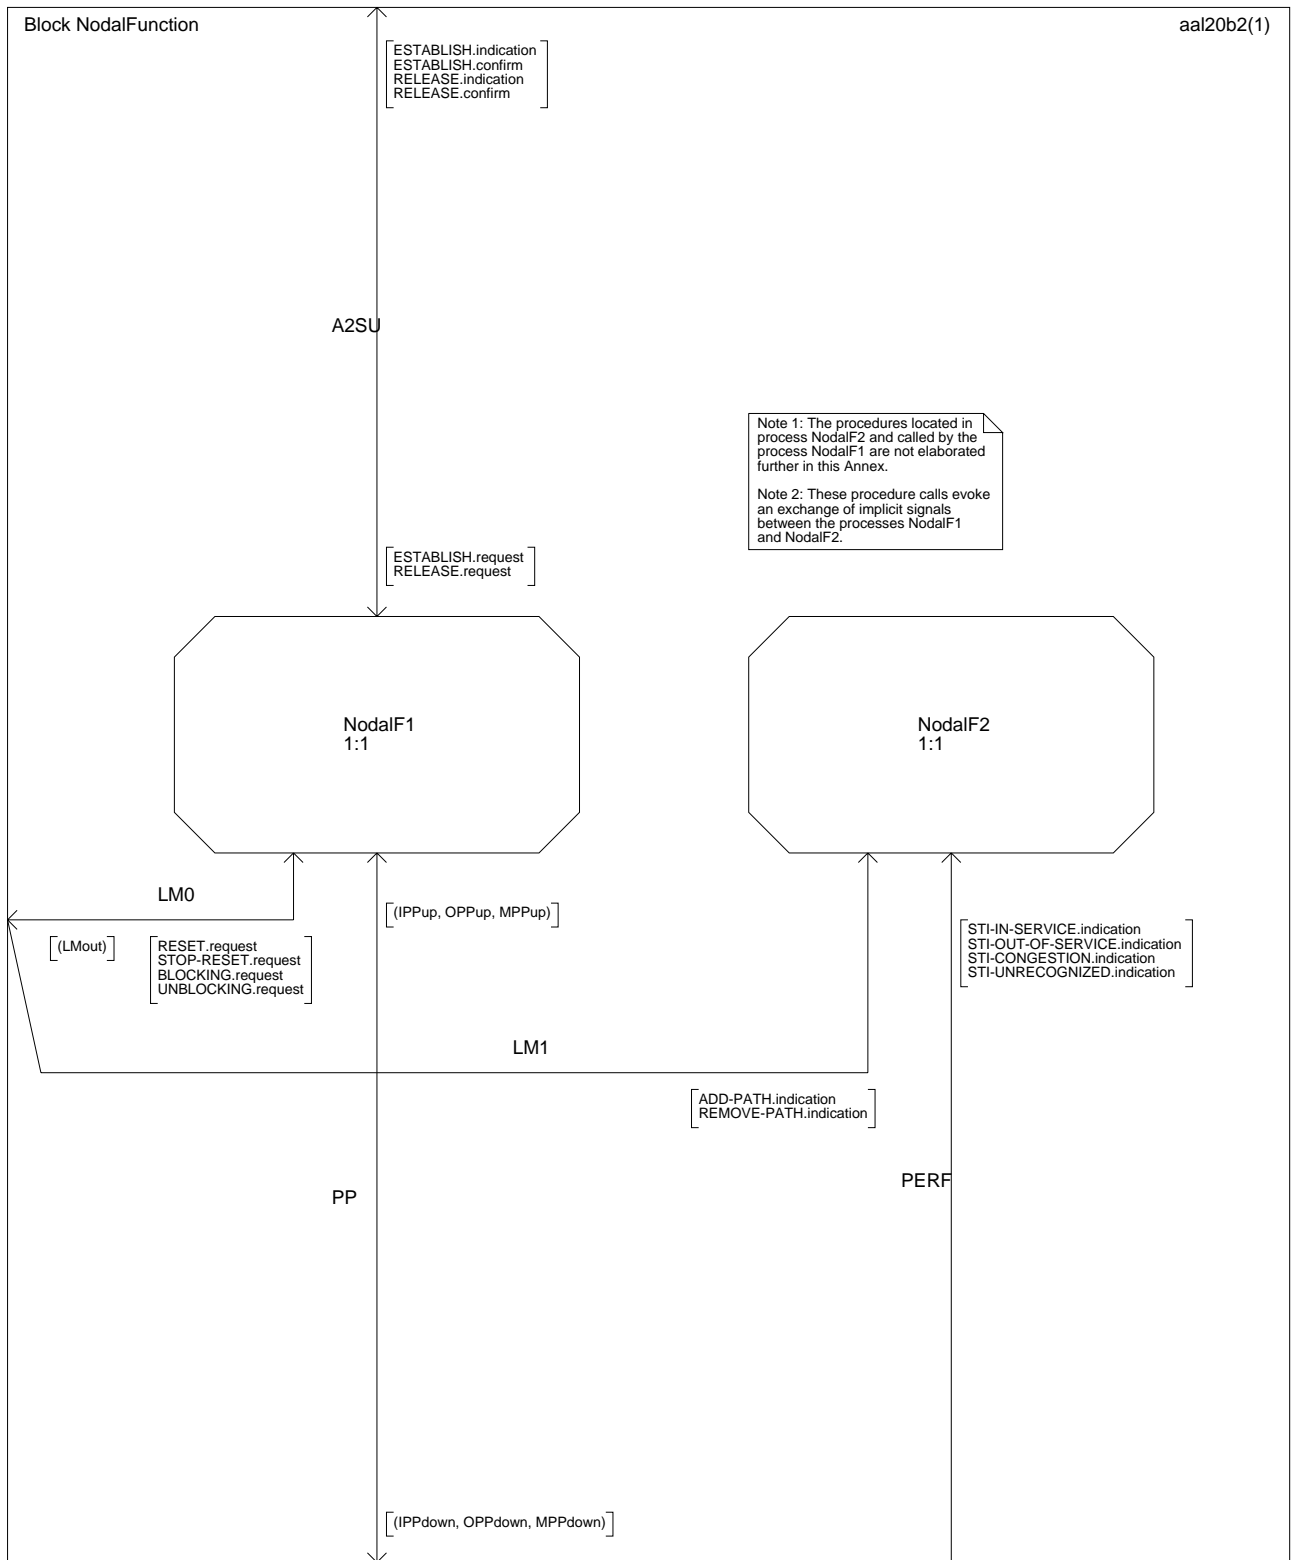 Block NodalFunction
aal20b2(1)
ESTABLISH.indication
ESTABLISH.confirm
RELEASE.indication
RELEASE.confirm
A2SU
Note 1: The procedures located in
process NodalF2 and called by the
process NodalF1 are not elaborated
further in this Annex.
Note 2: These procedure calls evoke
an exchange of implicit signals
between the processes NodalF1
and NodalF2.
ESTABLISH.request
RELEASE.request
NodalF1
1:1
NodalF2
1:1
LM0
(LMout)
RESET.request
STOP-RESET.request
BLOCKING.request
UNBLOCKING.request
(IPPup, OPPup, MPPup)
STI-IN-SERVICE.indication
STI-OUT-OF-SERVICE.indication
STI-CONGESTION.indication
STI-UNRECOGNIZED.indication
LM1
ADD-PATH.indication
REMOVE-PATH.indication
PERF
PP
(IPPdown, OPPdown, MPPdown)